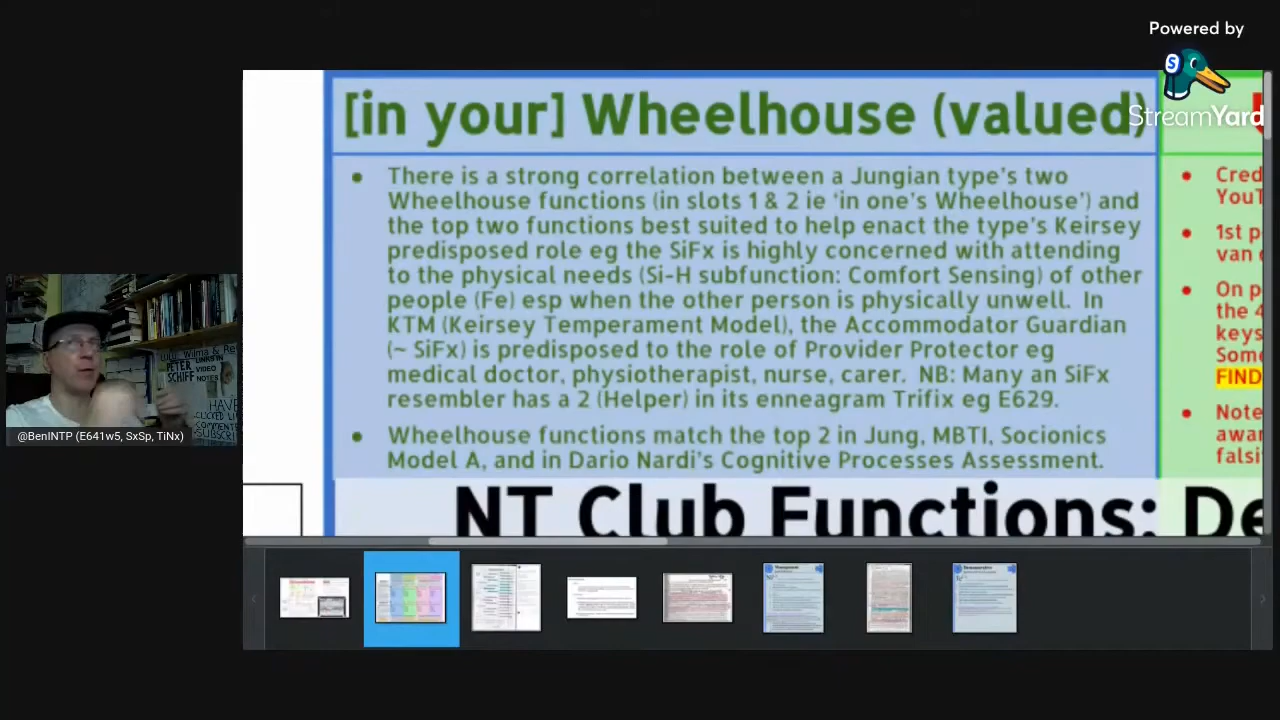 Powered by
StreamYard
[in your] Wheelhouse (valued)
There is a strong correlation between a Jungian type's two
Wheelhouse functions (in slots 1 & 2 ie 'in one's Wheelhouse') and
the top two functions best suited to help enact the type's Keirsey
predisposed role eg the SiFx is highly concerned with attending
to the physical needs (Si-H subfunction: Comfort Sensing) of other
people (Fe) esp when the other person is physically unwell. In
KTM (Keirsey Temperament Model), the Accommodator Guardian
(~ SiFx) is predisposed to the role of Provider Protector eg
medical doctor, physiotherapist, nurse, carer. NB: Many an SiFx
resembler has a 2 (Helper) in its enneagram Trifix eg E629.
Wheelhouse functions match the top 2 in Jung, MBTI, Socionics
Model A, and in Dario Nardi's Cognitive Processes Assessment.
NT Club Functions: De
Cred
YouT
1st p
van
On p
the 4
keys
Some
FIND
Note
awar
falsi
PETER
SCHIFF
LINKS IN
VIDEO
NOTES
HAVE
@BenINTP (E641w5, SxSp, TiNx)